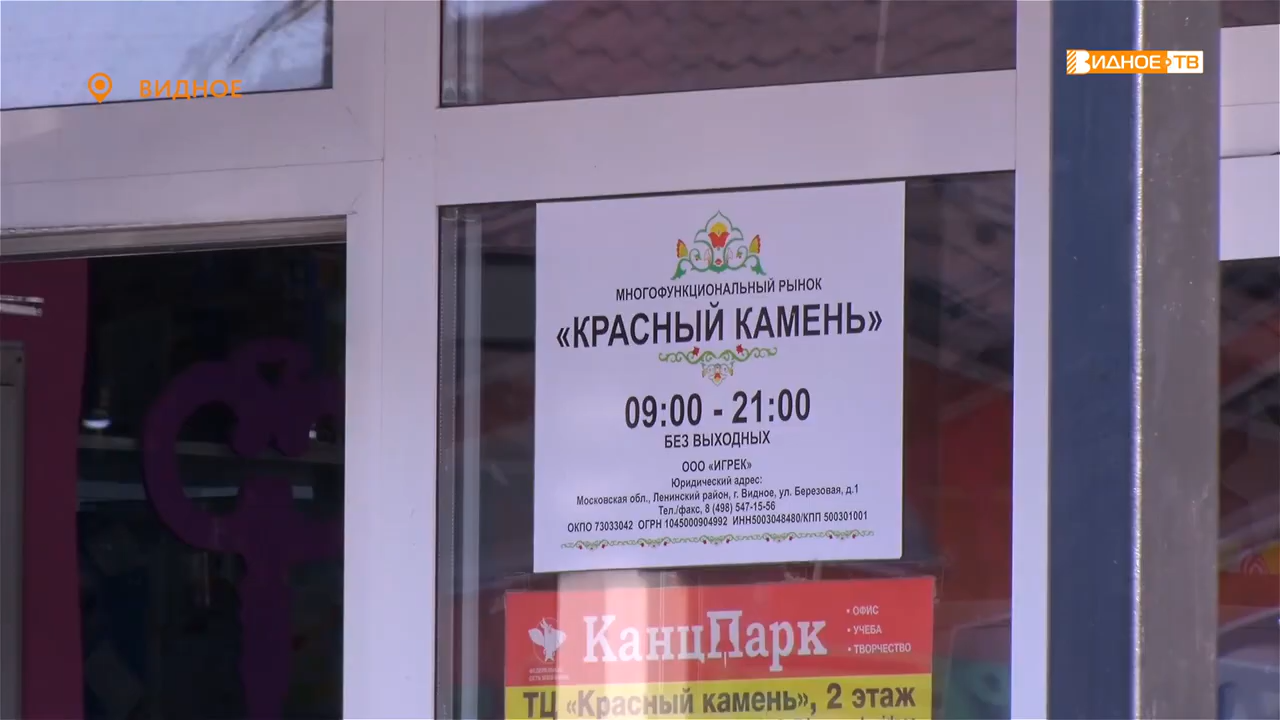 ВИДНОЕ
ВИДНОЕ ТВ
МНОГОФУНКЦИОНАЛЬНЫЙ РЫНОК
«КРАСНЫЙ КАМЕНЬ»
09:00 - 21:00
БЕЗ ВЫХОДНЫХ
ООО «ИГРЕК»
Юридический адрес:
Московская обл., Ленинский район, г. Видное, ул. Березовая, д.1
Тел./факс, 8 (498) 547-15-56
ОКПО 73033042 ОГРН 1045000904992 ИНН5003048480/КПП 500301001
КанцПарк
• ОФИС
• УЧЕБА
• ТВОРЧЕСТВО
ТЦ «Красный камень», 2 этаж